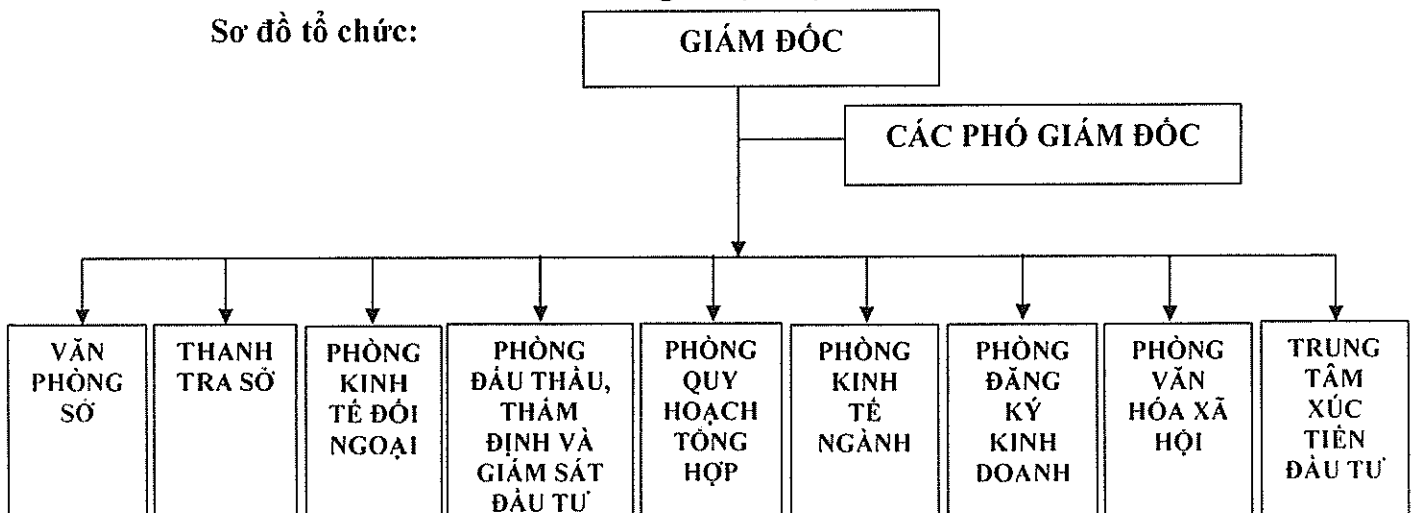 Sơ đồ tổ chức:
GIÁM ĐỐC
CÁC PHÓ GIÁM ĐỐC
VĂN
PHÒNG
SỞ
THANH
TRA SỞ
PHÒNG
KINH
TẾ ĐỐI
NGOẠI
PHÒNG
ĐẤU THẦU,
THẨM
ĐỊNH VÀ
GIÁM SÁT
ĐẦU TƯ
PHÒNG
QUY
HOẠCH
TỔNG
HỢP
PHÒNG
KINH
TẾ
NGÀNH
PHÒNG
ĐĂNG
KÝ
KINH
DOANH
PHÒNG
VĂN
HÓA XÃ
HỘI
TRUNG
TÂM
XÚC
TIẾN
ĐẦU TƯ